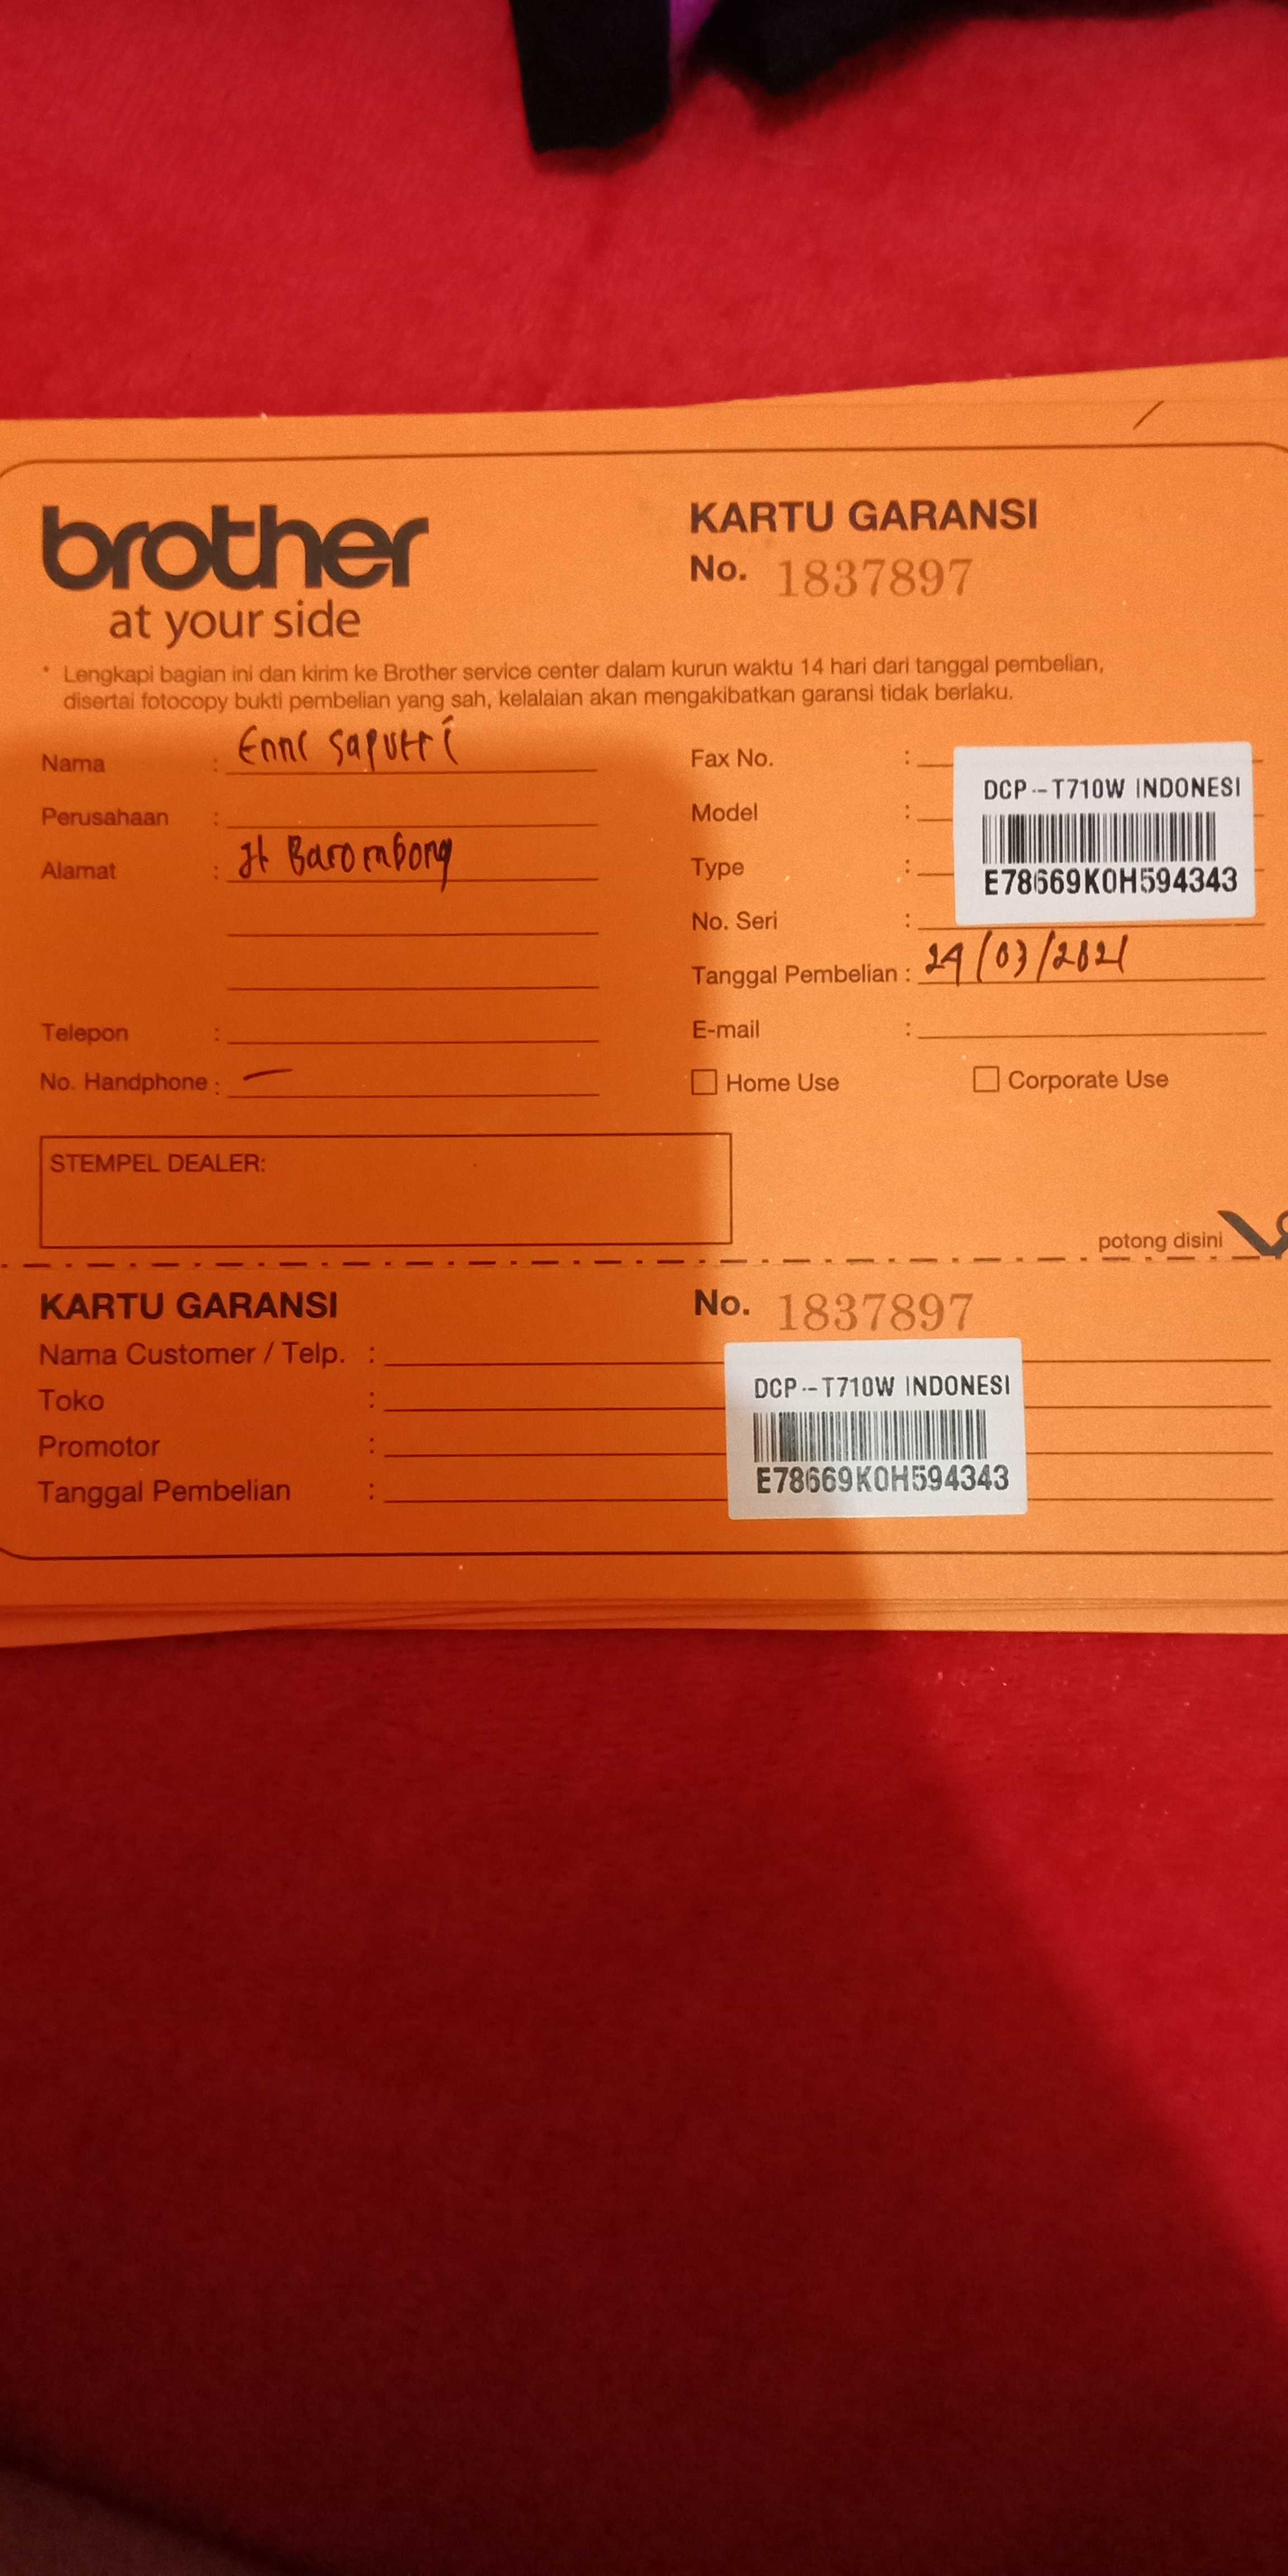 brother
at your side
KARTU GARANSI
No. 1837897
* Lengkapi bagian ini dan kirim ke Brother service center dalam kurun waktu 14 hari dari tanggal pembelian,
disertai fotocopy bukti pembelian yang sah, kelalaian akan mengakibatkan garansi tidak berlaku.
Nama : Enni Saputri
Perusahaan :
Alamat : Jl Barombong
Telepon :
No. Handphone : —
Fax No. :
Model :
Type :
No. Seri :
DCP-T710W INDONESI
E78669K0H594343
Tanggal Pembelian : 29/03/2021
E-mail :
Home Use
Corporate Use
STEMPEL DEALER:
potong disini
KARTU GARANSI
No. 1837897
Nama Customer / Telp. :
Toko :
Promotor :
Tanggal Pembelian :
DCP-T710W INDONESI
E78669K0H594343